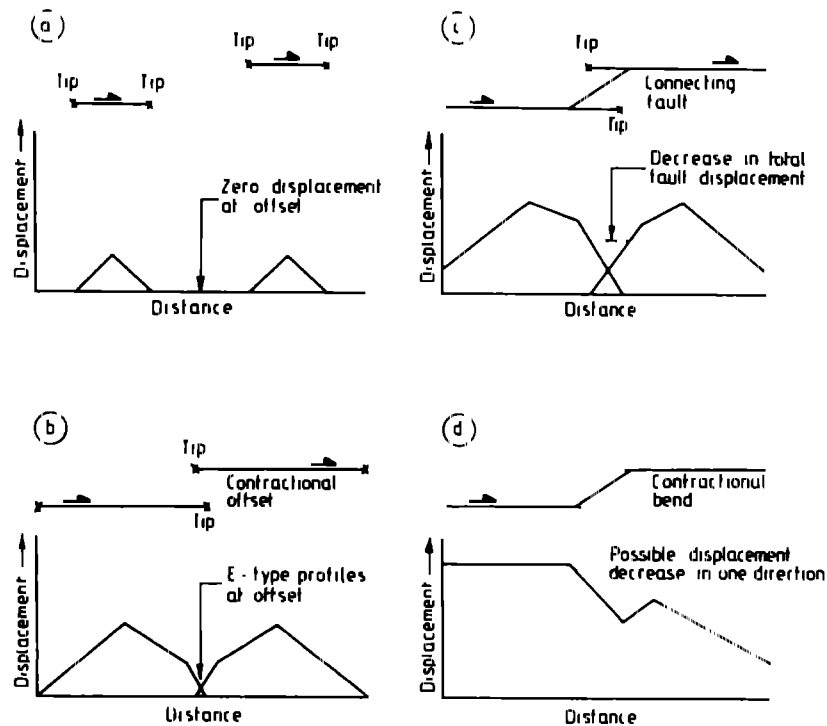 a
Tip Tip
Tip Tip
Displacement
Zero displacement
at offset
Distance
b
Tip
Contractional
offset
Tip
Displacement
E - type profiles
at offset
Distance
c
Tip
Connecting
fault
Tip
Displacement
Decrease in total
fault displacement
Distance
d
Contractional
bend
Displacement
Possible displacement
decrease in one direction
Distance